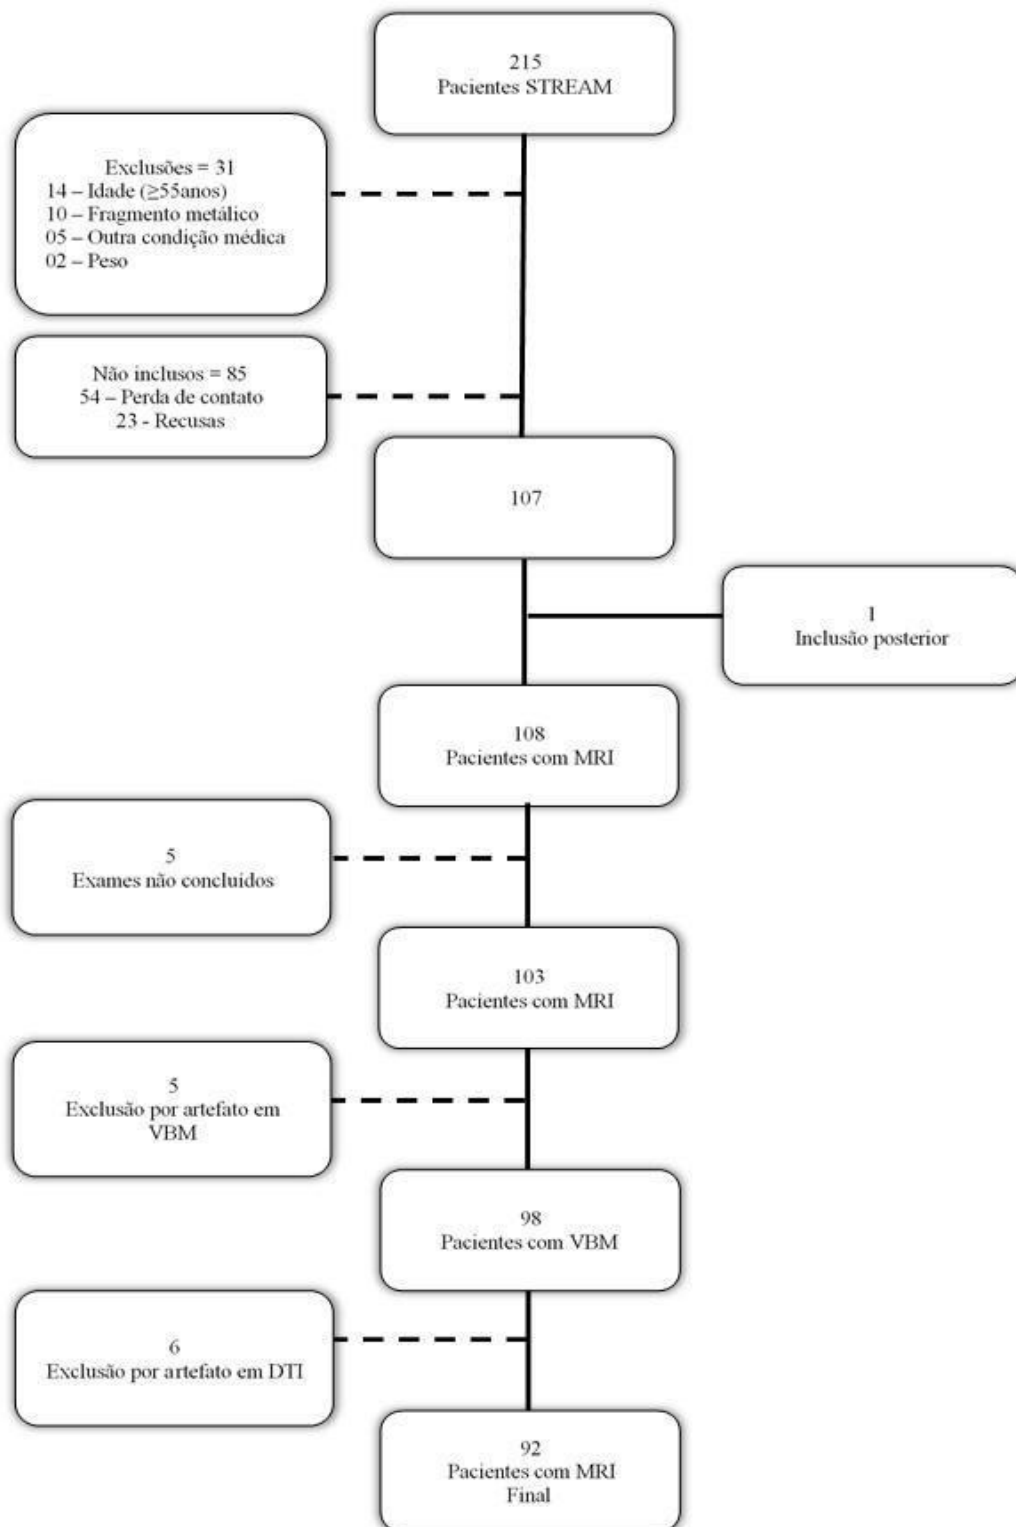 215
Pacientes STREAM
Exclusões = 31
14 – Idade (≥55anos)
10 – Fragmento metálico
05 – Outra condição médica
02 – Peso
Não inclusos = 85
54 – Perda de contato
23 - Recusas
107
1
Inclusão posterior
108
Pacientes com MRI
5
Exames não concluidos
103
Pacientes com MRI
5
Exclusão por artefato em
VBM
98
Pacientes com VBM
6
Exclusão por artefato em DTI
92
Pacientes com MRI
Final